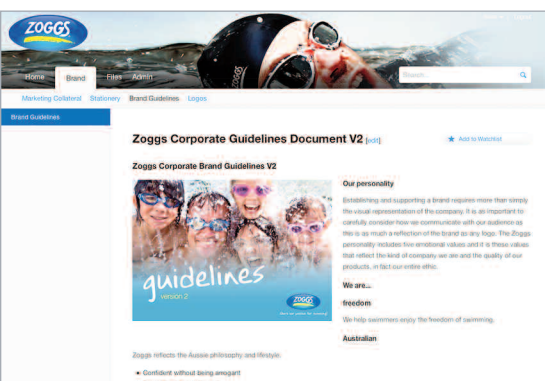 ZOGGS
ZOGGS
Home Brand Files Admin
Search...
Marketing Collateral Stationery Brand Guidelines Logos
Brand Guidelines
Zoggs Corporate Guidelines Document V2 [edit]
Add to Watchlist
Zoggs Corporate Brand Guidelines V2
guidelines
version 2
ZOGGS
Our personality
Establishing and supporting a brand requires more than simply
the visual representation of the company. It is as important to
carefully consider how we communicate with our audience as
this is as much a reflection of the brand as any logo. The Zoggs
personality includes five emotional values and it is these values
that reflect the kind of company we are and the quality of our
products, in fact our entire ethic.
We are...
freedom
We help swimmers enjoy the freedom of swimming.
Australian
Zoggs reflects the Aussie philosophy and lifestyle.
• Confident without being arrogant